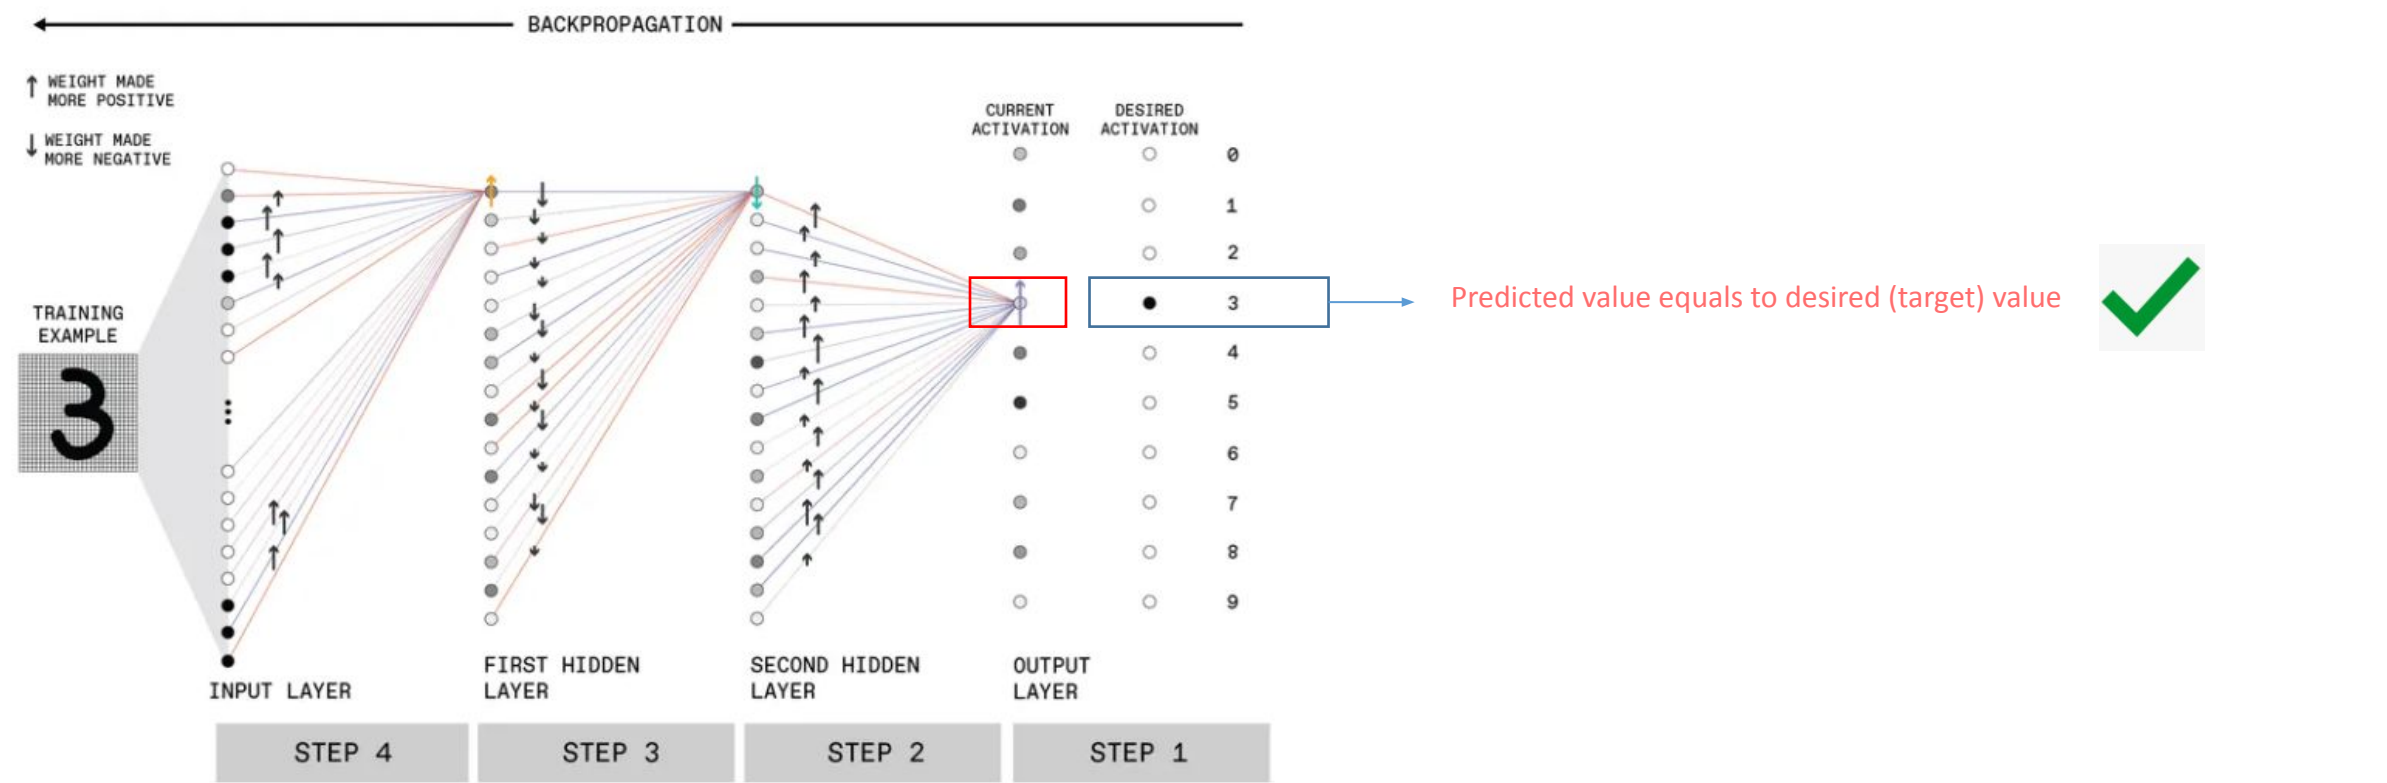 BACKPROPAGATION
↑ WEIGHT MADE
MORE POSITIVE
↓ WEIGHT MADE
MORE NEGATIVE
CURRENT
ACTIVATION
DESIRED
ACTIVATION
0
1
2
3
4
5
6
7
8
9
Predicted value equals to desired (target) value
TRAINING
EXAMPLE
3
INPUT LAYER
FIRST HIDDEN
LAYER
SECOND HIDDEN
LAYER
OUTPUT
LAYER
STEP 4
STEP 3
STEP 2
STEP 1